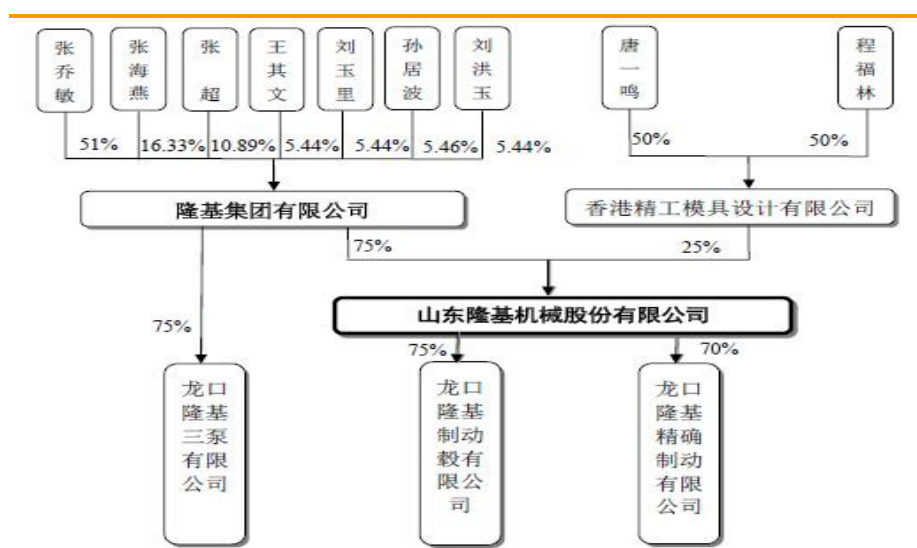 张乔敏
张海燕
张超
王其文
刘玉里
孙居波
刘洪玉
唐一鸣
程福林
51%
16.33%
10.89%
5.44%
5.44%
5.46%
5.44%
50%
50%
隆基集团有限公司
香港精工模具设计有限公司
75%
25%
山东隆基机械股份有限公司
75%
75%
70%
龙口
隆基
三泵
有限
公司
龙口
隆基
制动
毂有
限公
司
龙口
隆基
精确
制动
有限
公司